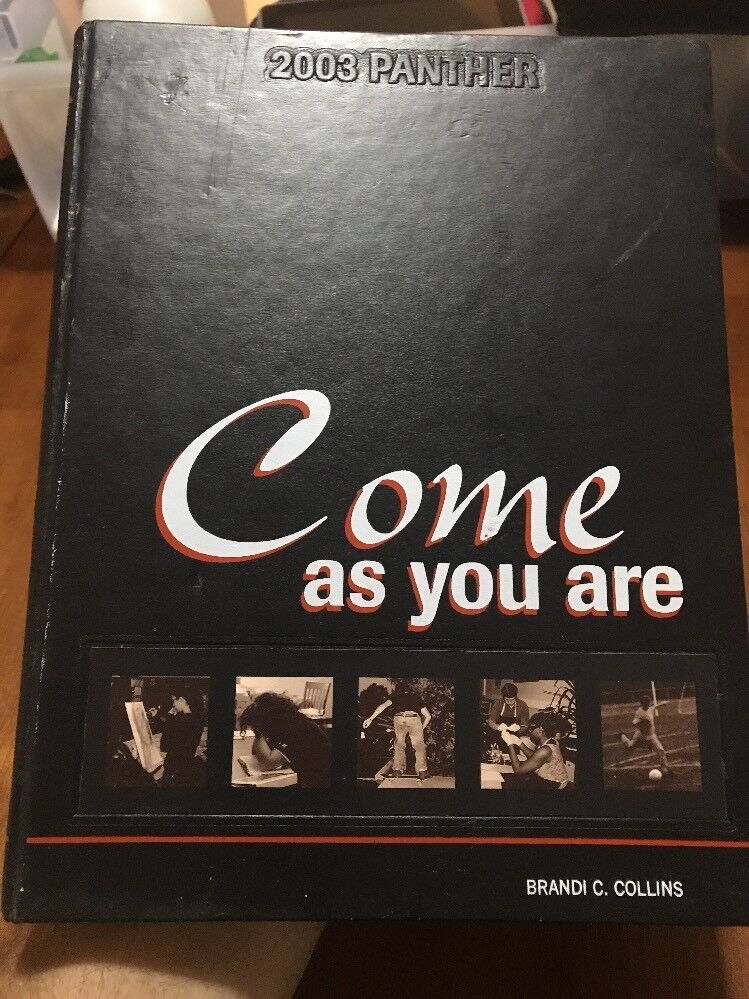 2003 PANTHER
Come
as you are
BRANDI C. COLLINS